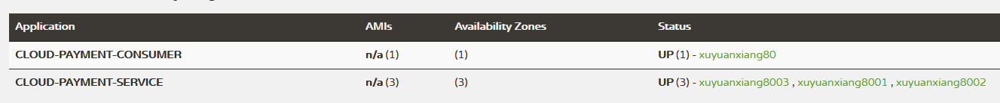 Application AMIs Availability Zones Status
CLOUD-PAYMENT-CONSUMER n/a (1) (1) UP (1) - xuyuanxiang80
CLOUD-PAYMENT-SERVICE n/a (3) (3) UP (3) - xuyuanxiang8003 , xuyuanxiang8001 , xuyuanxiang8002